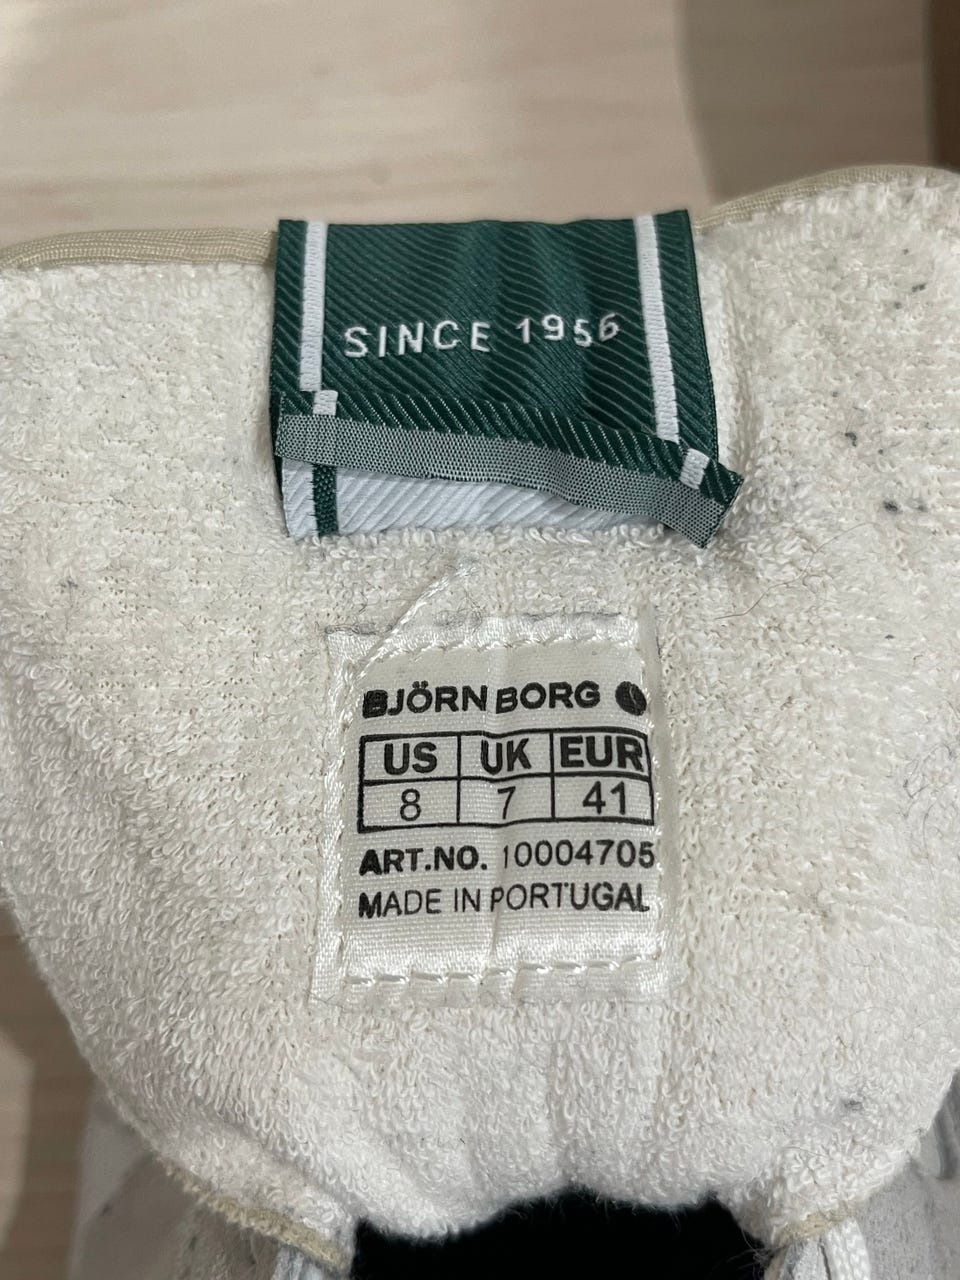 SINCE 1956
BJÖRN BORG
US UK EUR
8 7 41
ART.NO. 10004705
MADE IN PORTUGAL